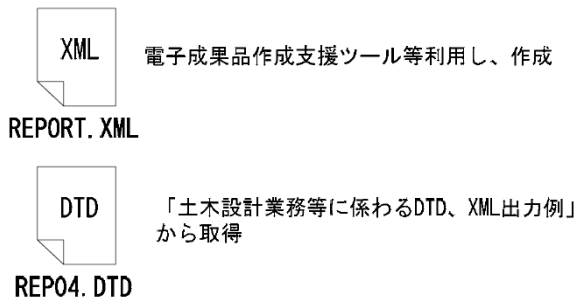 XML
電子成果品作成支援ツール等利用し、作成
REPORT.XML
DTD
「土木設計業務等に係わるDTD、XML出力例」
から取得
REP04.DTD